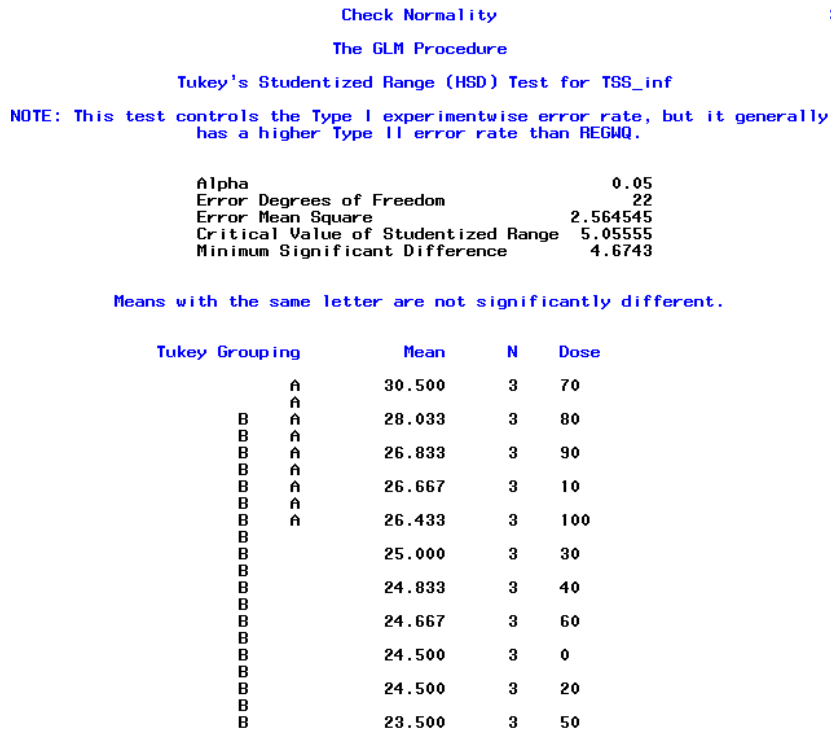 Check Normality
The GLM Procedure
Tukey's Studentized Range (HSD) Test for TSS_inf
NOTE: This test controls the Type I experimentwise error rate, but it generally
has a higher Type II error rate than REGWQ.
Alpha 0.05
Error Degrees of Freedom 22
Error Mean Square 2.564545
Critical Value of Studentized Range 5.05555
Minimum Significant Difference 4.6743
Means with the same letter are not significantly different.
Tukey Grouping Mean N Dose
A 30.500 3 70
A
B A 28.033 3 80
B A
B A 26.833 3 90
B A
B A 26.667 3 10
B A
B A 26.433 3 100
B
B 25.000 3 30
B
B 24.833 3 40
B
B 24.667 3 60
B
B 24.500 3 0
B
B 24.500 3 20
B
B 23.500 3 50